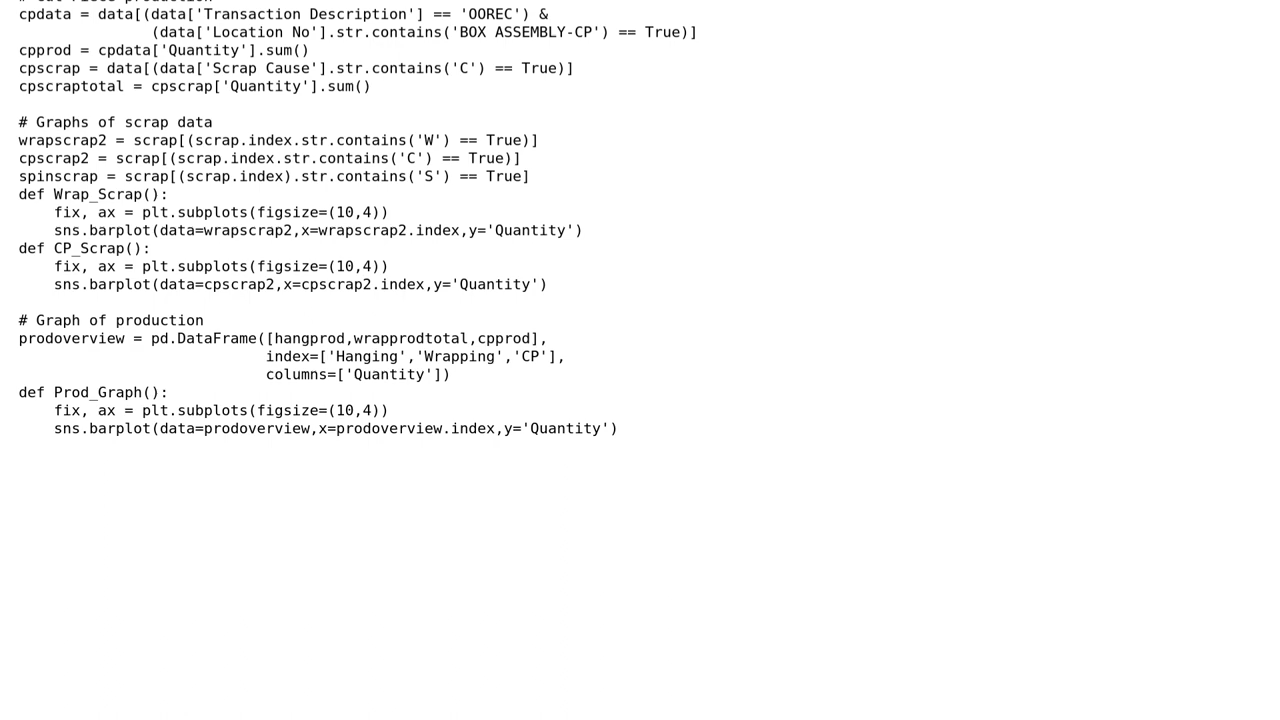 # Cut Piece production
cpdata = data[(data['Transaction Description'] == 'OOREC') &
               (data['Location No'].str.contains('BOX ASSEMBLY-CP') == True)]
cpprod = cpdata['Quantity'].sum()
cpscrap = data[(data['Scrap Cause'].str.contains('C') == True)]
cpscraptotal = cpscrap['Quantity'].sum()

# Graphs of scrap data
wrapscrap2 = scrap[(scrap.index.str.contains('W') == True)]
cpscrap2 = scrap[(scrap.index.str.contains('C') == True)]
spinscrap = scrap[(scrap.index).str.contains('S') == True]
def Wrap_Scrap():
    fix, ax = plt.subplots(figsize=(10,4))
    sns.barplot(data=wrapscrap2,x=wrapscrap2.index,y='Quantity')
def CP_Scrap():
    fix, ax = plt.subplots(figsize=(10,4))
    sns.barplot(data=cpscrap2,x=cpscrap2.index,y='Quantity')

# Graph of production
prodoverview = pd.DataFrame([hangprod,wrapprodtotal,cpprod],
                            index=['Hanging','Wrapping','CP'],
                            columns=['Quantity'])
def Prod_Graph():
    fix, ax = plt.subplots(figsize=(10,4))
    sns.barplot(data=prodoverview,x=prodoverview.index,y='Quantity')